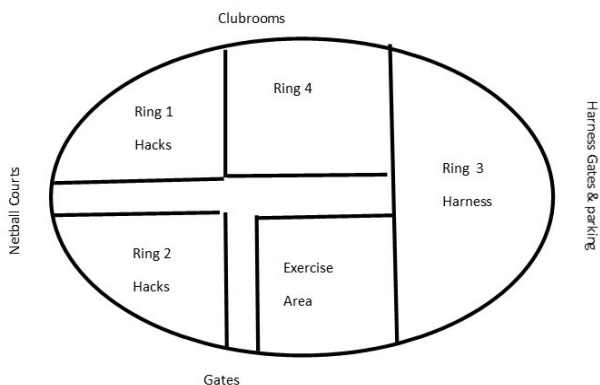 Clubrooms
Ring 1
Hacks
Ring 4
Ring 3
Harness
Harness Gates & parking
Netball Courts
Ring 2
Hacks
Exercise
Area
Gates